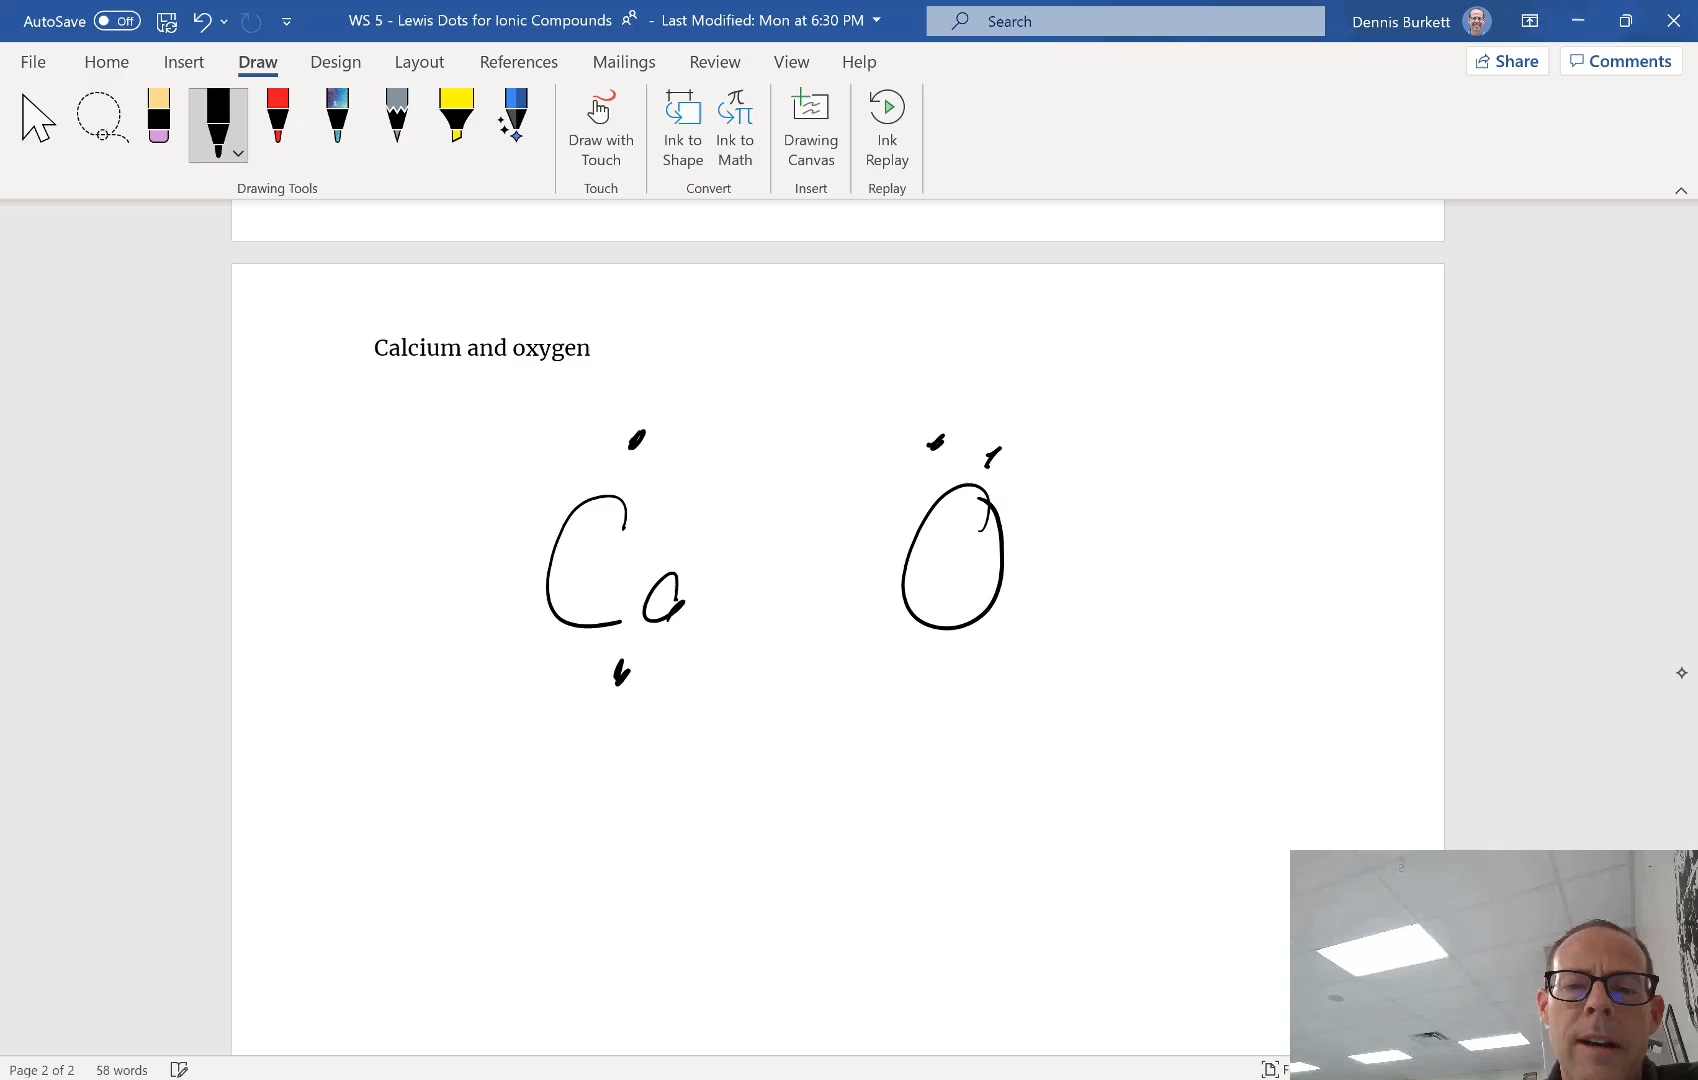 AutoSave Off WS 5 - Lewis Dots for Ionic Compounds - Last Modified: Mon at 6:30 PM Search Dennis Burkett
File Home Insert Draw Design Layout References Mailings Review View Help Share Comments
Draw with Touch
Ink to Shape
Ink to Math
Drawing Canvas
Ink Replay
Drawing Tools Touch Convert Insert Replay
Calcium and oxygen
Ca O
Page 2 of 2 58 words